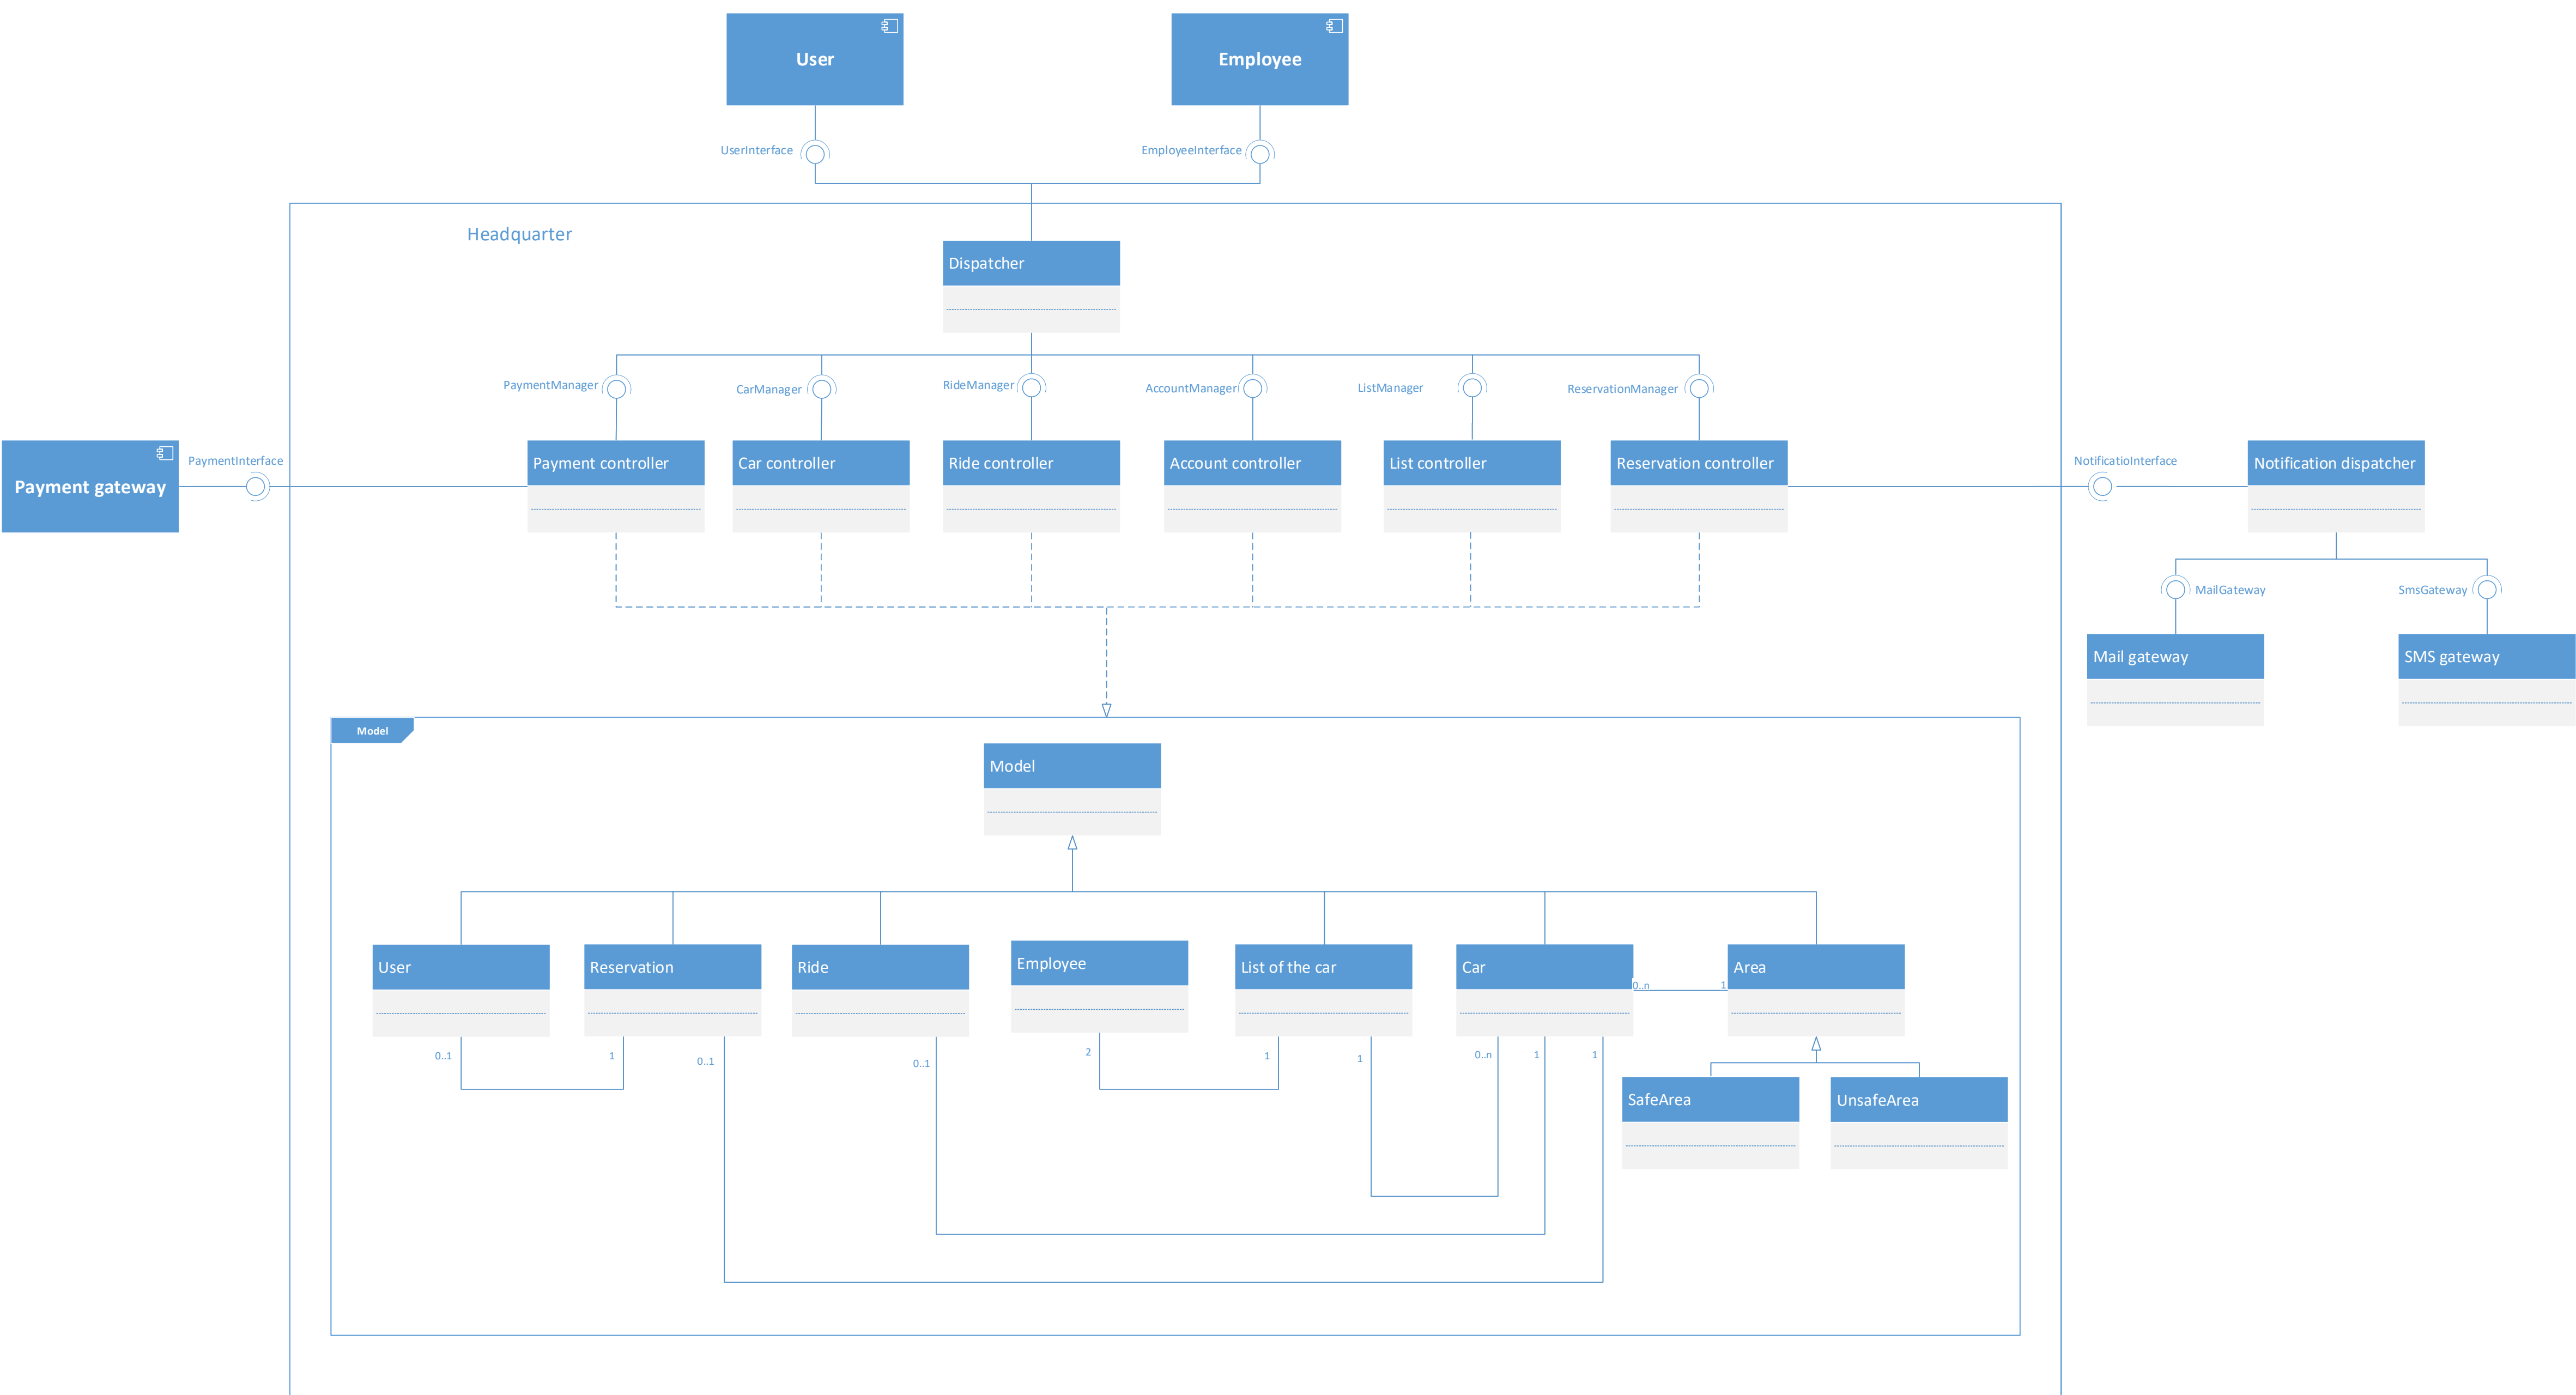 User
Employee
UserInterface
EmployeeInterface
Headquarter
Dispatcher
PaymentManager
CarManager
RideManager
AccountManager
ListManager
ReservationManager
Payment gateway
PaymentInterface
Payment controller
Car controller
Ride controller
Account controller
List controller
Reservation controller
NotificatioInterface
Notification dispatcher
MailGateway
SmsGateway
Mail gateway
SMS gateway
Model
Model
User
Reservation
Ride
Employee
List of the car
Car
Area
0..n
1
0..1
1
0..1
0..1
2
1
1
0..n
1
1
SafeArea
UnsafeArea